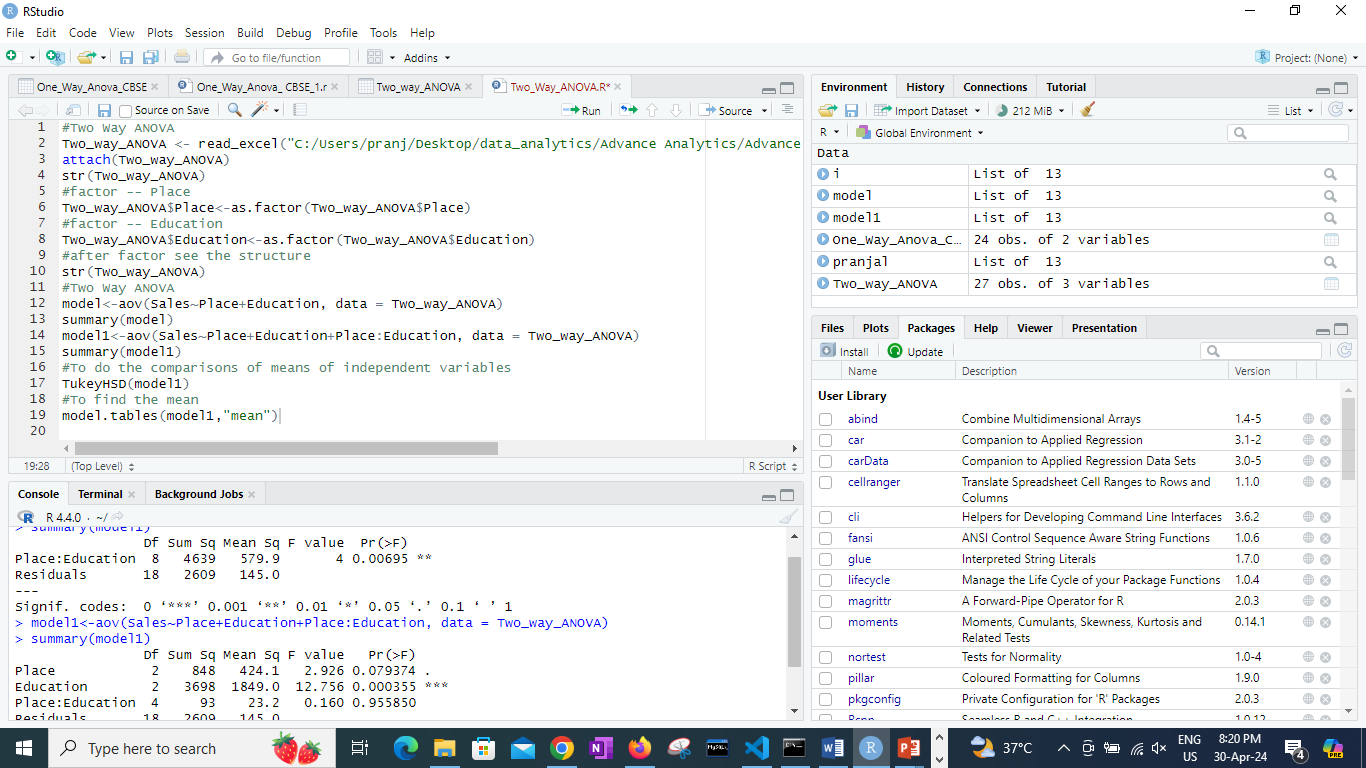 RStudio
File Edit Code View Plots Session Build Debug Profile Tools Help
Go to file/function Addins Project: (None)
One_Way_Anova_CBSE One_Way_Anova_ CBSE_1.r Two_way_ANOVA Two_Way_ANOVA.R*
Source on Save Run Source
1 #Two Way ANOVA
2 Two_way_ANOVA <- read_excel("C:/Users/pranj/Desktop/data_analytics/Advance Analytics/Advance
3 attach(Two_way_ANOVA)
4 str(Two_way_ANOVA)
5 #factor -- Place
6 Two_way_ANOVA$Place<-as.factor(Two_way_ANOVA$Place)
7 #factor -- Education
8 Two_way_ANOVA$Education<-as.factor(Two_way_ANOVA$Education)
9 #after factor see the structure
10 str(Two_way_ANOVA)
11 #Two Way ANOVA
12 model<-aov(Sales~Place+Education, data = Two_way_ANOVA)
13 summary(model)
14 model1<-aov(Sales~Place+Education+Place:Education, data = Two_way_ANOVA)
15 summary(model1)
16 #To do the comparisons of means of independent variables
17 TukeyHSD(model1)
18 #To find the mean
19 model.tables(model1,"mean")
20
19:28 (Top Level) R Script
Console Terminal Background Jobs
R 4.4.0 · ~/
> summary(model1)
Df Sum Sq Mean Sq F value Pr(>F)
Place:Education 8 4639 579.9 4 0.00695 **
Residuals 18 2609 145.0
---
Signif. codes: 0 ‘***’ 0.001 ‘**’ 0.01 ‘*’ 0.05 ‘.’ 0.1 ‘ ’ 1
> model1<-aov(Sales~Place+Education+Place:Education, data = Two_way_ANOVA)
> summary(model1)
Df Sum Sq Mean Sq F value Pr(>F)
Place 2 848 424.1 2.926 0.079374 .
Education 2 3698 1849.0 12.756 0.000355 ***
Place:Education 4 93 23.2 0.160 0.955850
Residuals 18 2609 145.0
Environment History Connections Tutorial
Import Dataset 212 MiB List
R Global Environment
Data
i List of 13
model List of 13
model1 List of 13
One_Way_Anova_C… 24 obs. of 2 variables
pranjal List of 13
Two_way_ANOVA 27 obs. of 3 variables
Files Plots Packages Help Viewer Presentation
Install Update
Name Description Version
User Library
abind Combine Multidimensional Arrays 1.4-5
car Companion to Applied Regression 3.1-2
carData Companion to Applied Regression Data Sets 3.0-5
cellranger Translate Spreadsheet Cell Ranges to Rows and 1.1.0
Columns
cli Helpers for Developing Command Line Interfaces 3.6.2
fansi ANSI Control Sequence Aware String Functions 1.0.6
glue Interpreted String Literals 1.7.0
lifecycle Manage the Life Cycle of your Package Functions 1.0.4
magrittr A Forward-Pipe Operator for R 2.0.3
moments Moments, Cumulants, Skewness, Kurtosis and 0.14.1
Related Tests
nortest Tests for Normality 1.0-4
pillar Coloured Formatting for Columns 1.9.0
pkgconfig Private Configuration for 'R' Packages 2.0.3
Rcpp Seamless R and C++ Integration 1.0.12
Type here to search
37°C
ENG
US
8:20 PM
30-Apr-24
4